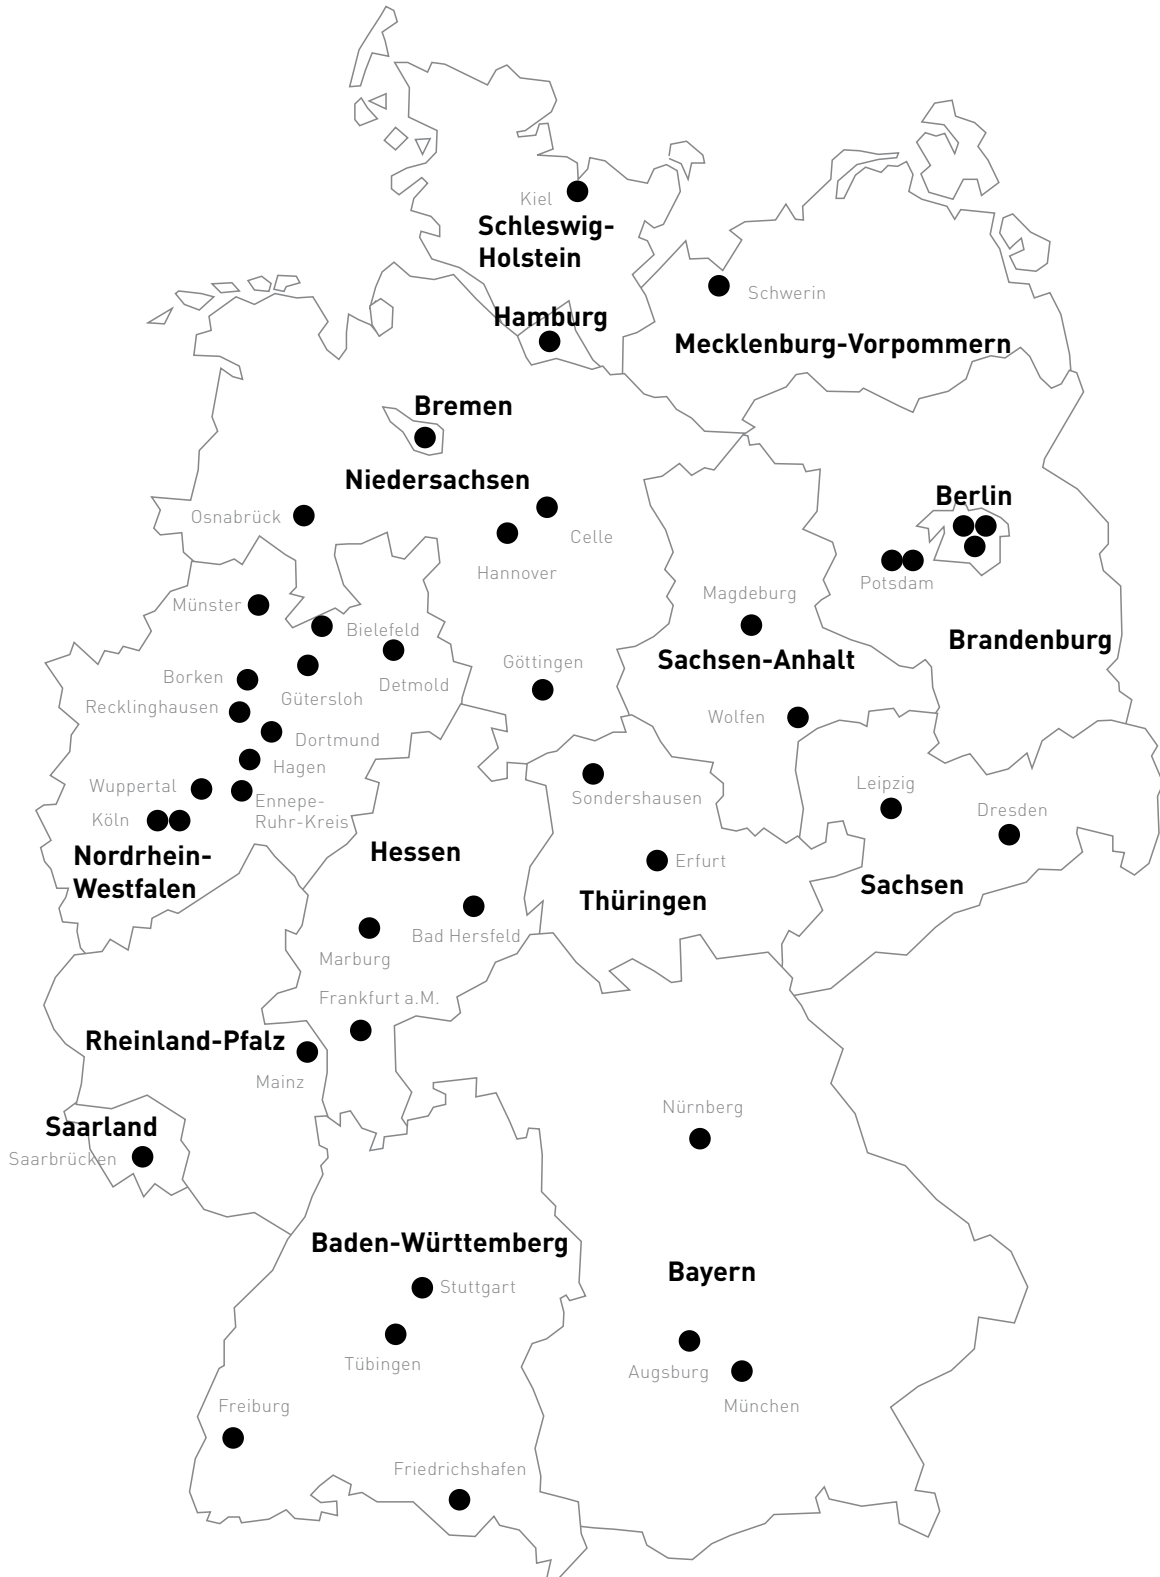 Kiel
Schleswig-
Holstein
Schwerin
Hamburg
Mecklenburg-Vorpommern
Bremen
Niedersachsen
Berlin
Osnabrück
Celle
Hannover
Potsdam
Magdeburg
Münster
Bielefeld
Brandenburg
Sachsen-Anhalt
Göttingen
Borken
Detmold
Gütersloh
Recklinghausen
Wolfen
Dortmund
Hagen
Wuppertal
Leipzig
Sondershausen
Ennepe-
Ruhr-Kreis
Dresden
Köln
Hessen
Nordrhein-
Westfalen
Erfurt
Sachsen
Thüringen
Bad Hersfeld
Marburg
Frankfurt a.M.
Rheinland-Pfalz
Mainz
Nürnberg
Saarland
Saarbrücken
Baden-Württemberg
Bayern
Stuttgart
Tübingen
Augsburg
Freiburg
München
Friedrichshafen